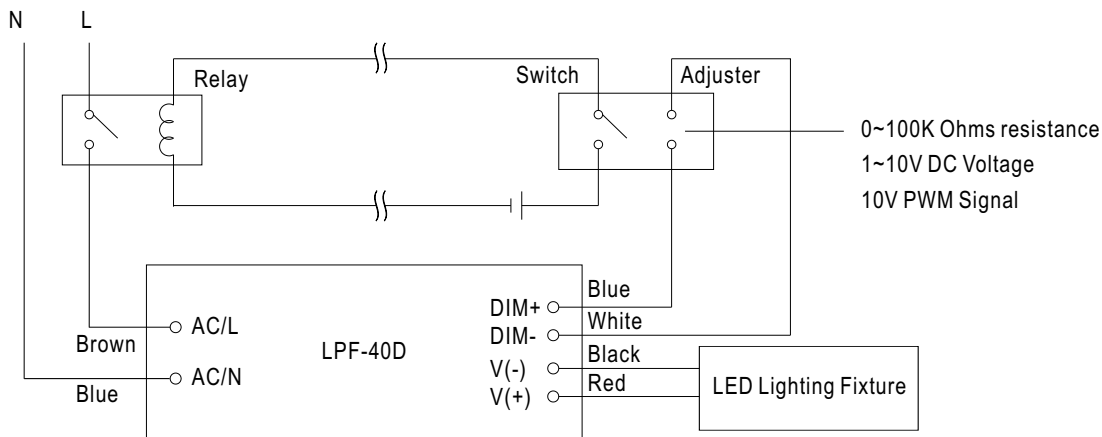 N
L
Relay
Switch
Adjuster
0~100K Ohms resistance
1~10V DC Voltage
10V PWM Signal
AC/L
Brown
AC/N
Blue
LPF-40D
DIM+
Blue
DIM-
White
V(-)
Black
V(+)
Red
LED Lighting Fixture